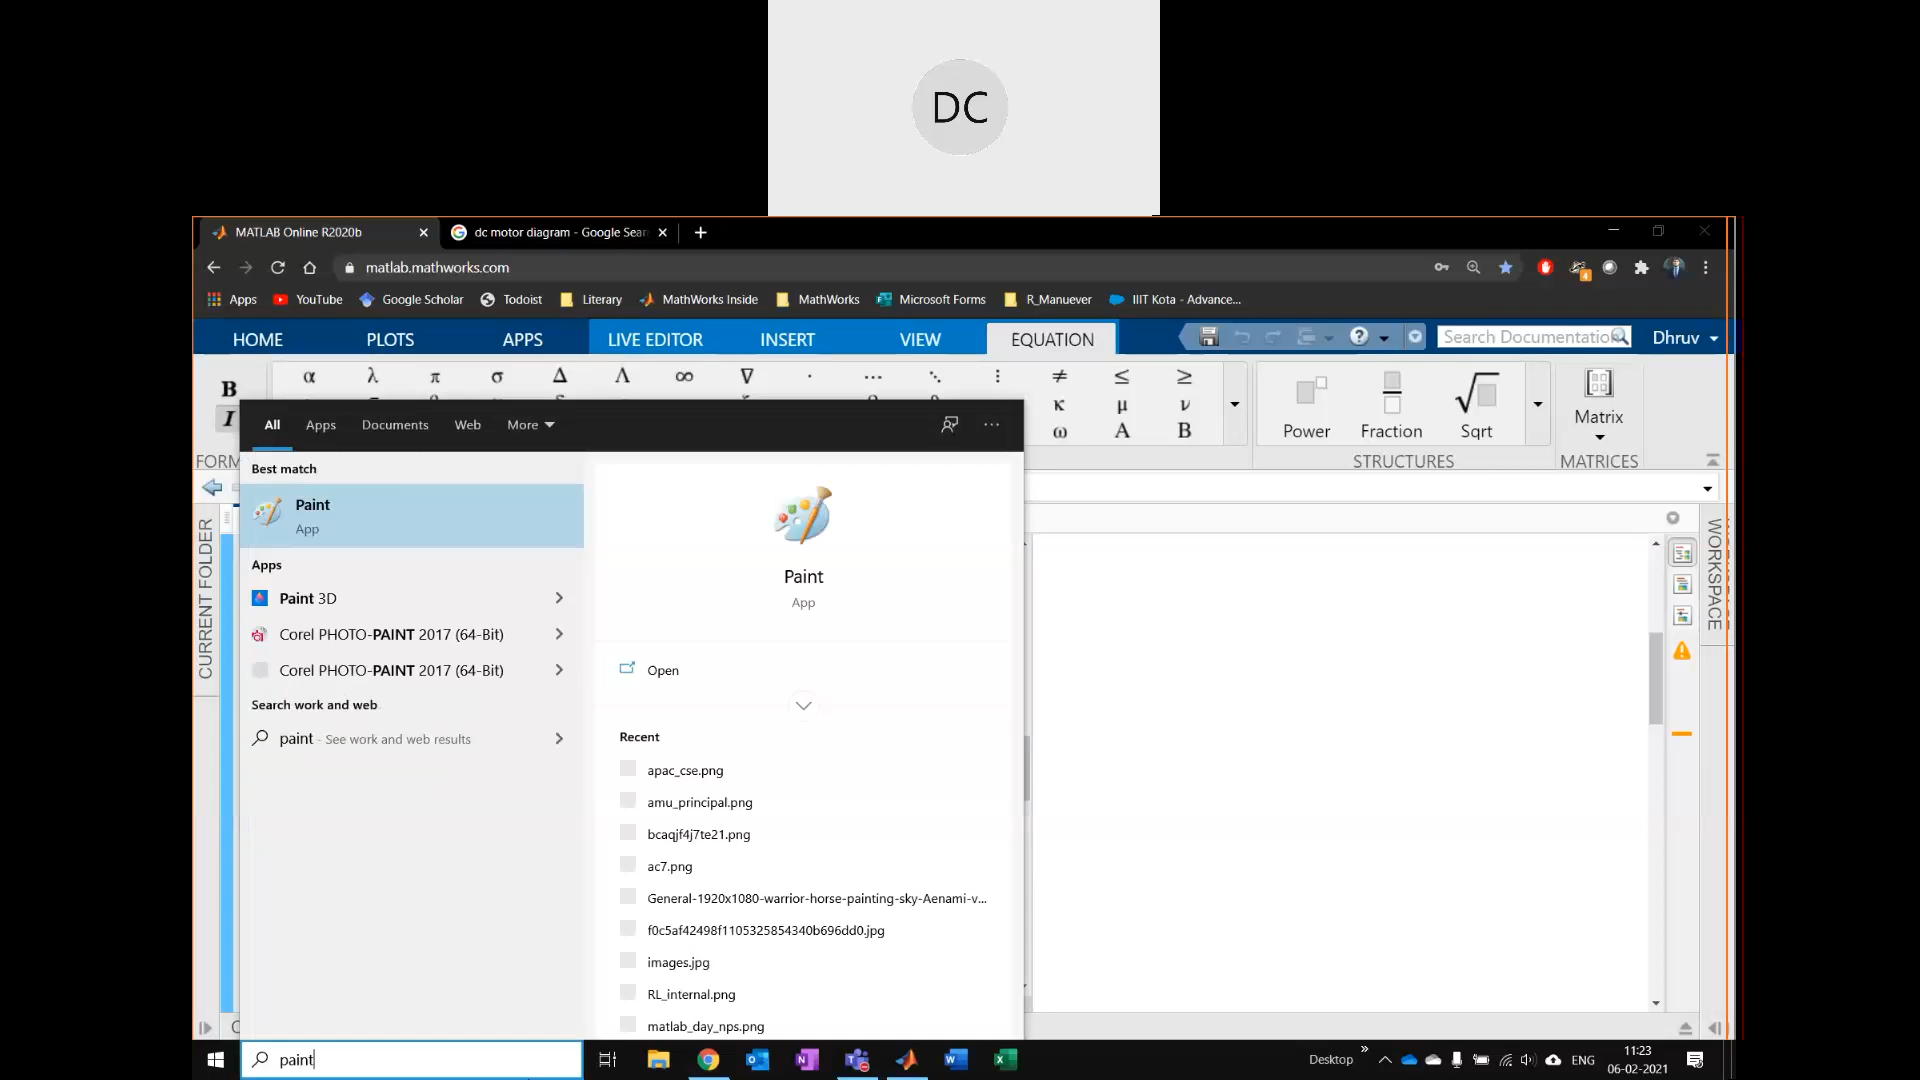 DC
MATLAB Online R2020b
dc motor diagram - Google Sear
matlab.mathworks.com
4
Apps YouTube Google Scholar Todoist Literary MathWorks Inside MathWorks Microsoft Forms R_Manuever IIIT Kota - Advance...
HOME PLOTS APPS LIVE EDITOR INSERT VIEW EQUATION
? Search Documentation Dhruv
B α λ π σ Δ Λ ∞ ∇ · ⋯ ⋱ ⋮ ≠ ≤ ≥
I κ μ ν
ω A B
Power Fraction Sqrt Matrix
FORM STRUCTURES MATRICES
All Apps Documents Web More
Best match
Paint
App
Apps
Paint 3D
Corel PHOTO-PAINT 2017 (64-Bit)
Corel PHOTO-PAINT 2017 (64-Bit)
Search work and web
paint - See work and web results
Paint
App
Open
Recent
apac_cse.png
amu_principal.png
bcaqjf4j7te21.png
ac7.png
General-1920x1080-warrior-horse-painting-sky-Aenami-v...
f0c5af42498f1105325854340b696dd0.jpg
images.jpg
RL_internal.png
matlab_day_nps.png
CURRENT FOLDER
WORKSPACE
paint
Desktop ENG 11:23
06-02-2021